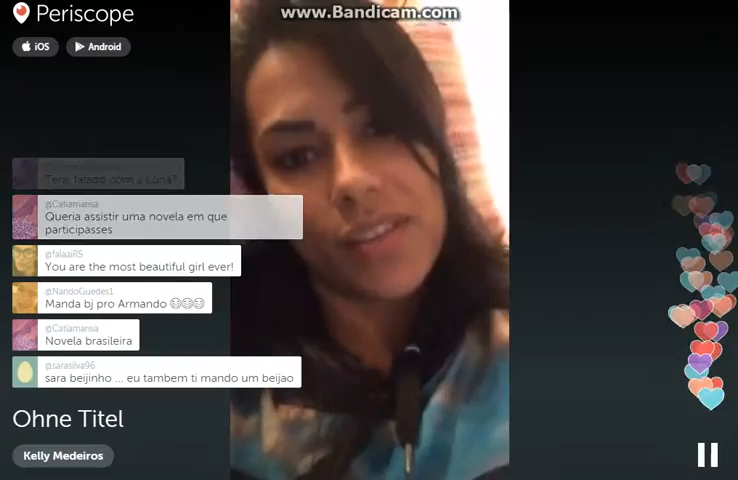 Periscope
www.Bandicam.com
iOS
Android
Tens falado com a Luna?
@Catiamansa
Queria assistir uma novela em que
participasses
@falaaiR5
You are the most beautiful girl ever!
@NandoGuedes1
Manda bj pro Armando 😂😂😂
@Catiamansa
Novela brasileira
@sarasilva96
sara beijinho ... eu tambem ti mando um beijao
Ohne Titel
Kelly Medeiros